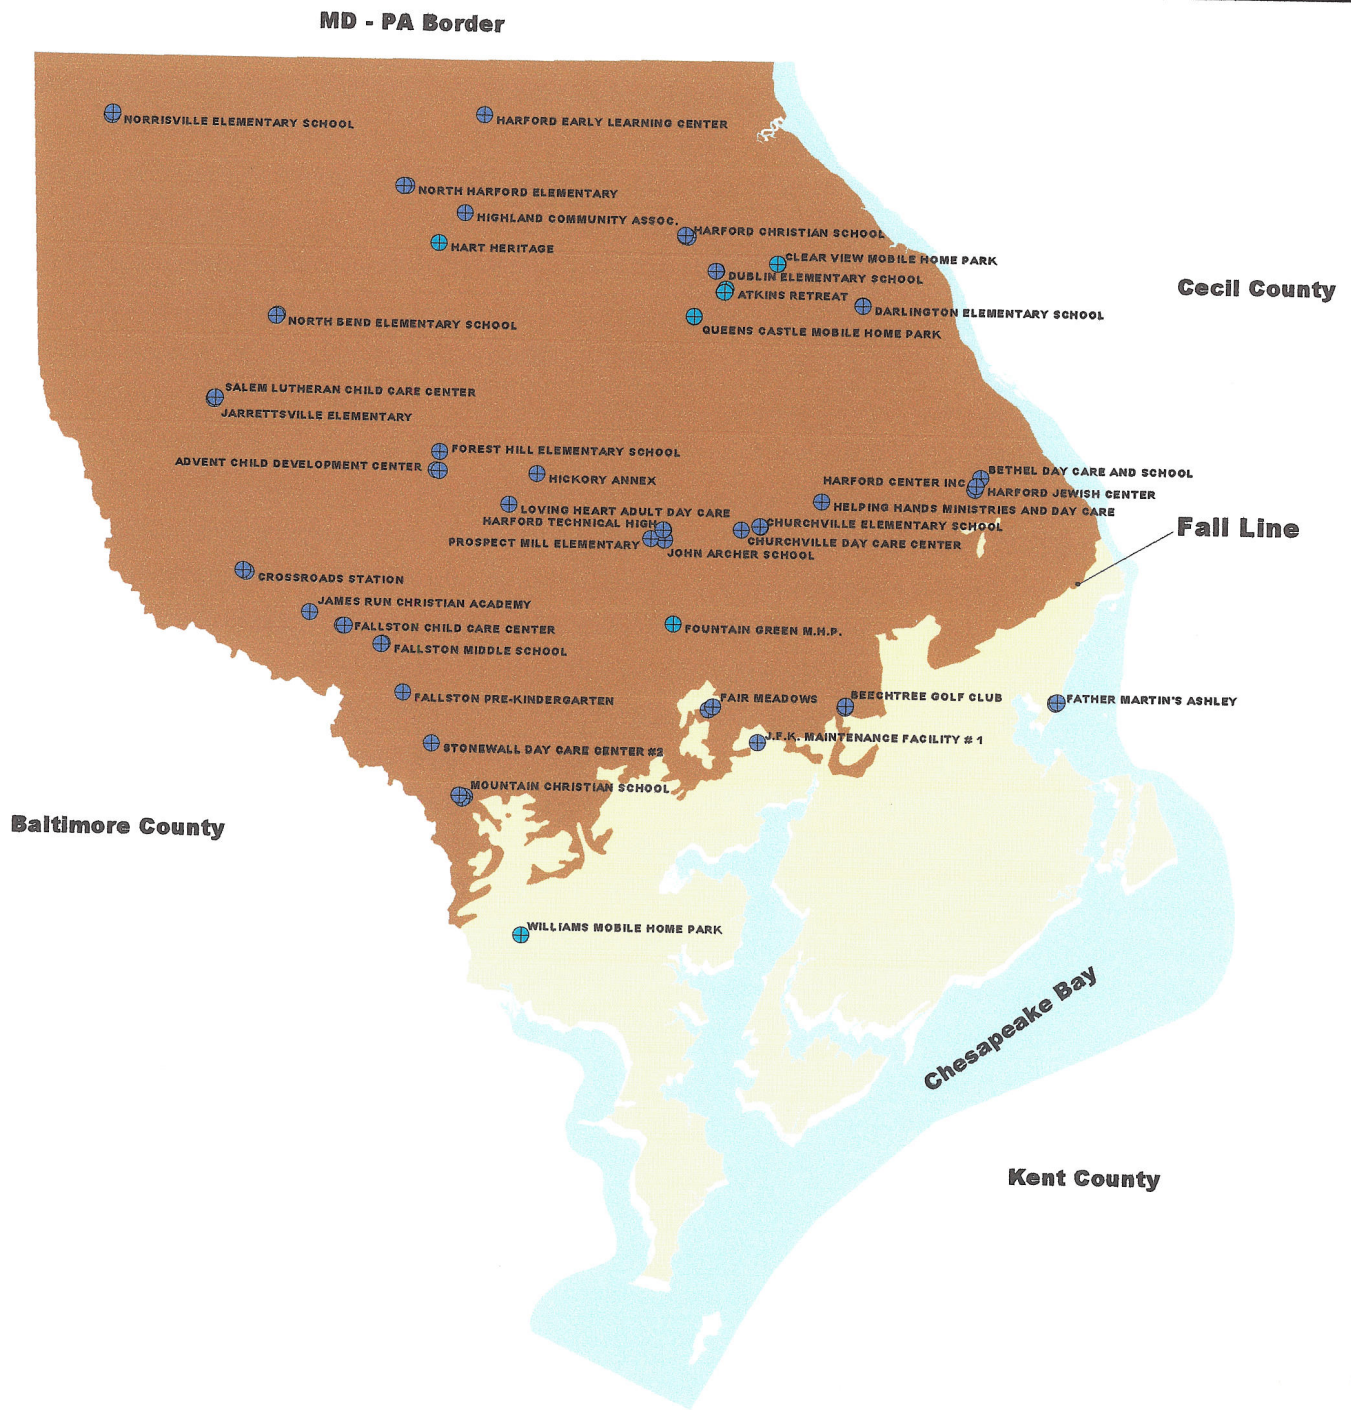 MD - PA Border
NORRISVILLE ELEMENTARY SCHOOL
HARFORD EARLY LEARNING CENTER
NORTH HARFORD ELEMENTARY
HIGHLAND COMMUNITY ASSOC.
HARFORD CHRISTIAN SCHOOL
HART HERITAGE
CLEAR VIEW MOBILE HOME PARK
DUBLIN ELEMENTARY SCHOOL
Cecil County
ATKINS RETREAT
DARLINGTON ELEMENTARY SCHOOL
NORTH BEND ELEMENTARY SCHOOL
QUEENS CASTLE MOBILE HOME PARK
SALEM LUTHERAN CHILD CARE CENTER
JARRETTSVILLE ELEMENTARY
FOREST HILL ELEMENTARY SCHOOL
ADVENT CHILD DEVELOPMENT CENTER
HICKORY ANNEX
BETHEL DAY CARE AND SCHOOL
HARFORD CENTER INC
HARFORD JEWISH CENTER
LOVING HEART ADULT DAY CARE
HELPING HANDS MINISTRIES AND DAY CARE
HARFORD TECHNICAL HIGH
CHURCHVILLE ELEMENTARY SCHOOL
Fall Line
PROSPECT MILL ELEMENTARY
CHURCHVILLE DAY CARE CENTER
JOHN ARCHER SCHOOL
CROSSROADS STATION
JAMES RUN CHRISTIAN ACADEMY
FALLSTON CHILD CARE CENTER
FOUNTAIN GREEN M.H.P.
FALLSTON MIDDLE SCHOOL
FALLSTON PRE-KINDERGARTEN
FAIR MEADOWS
BEECHTREE GOLF CLUB
FATHER MARTIN'S ASHLEY
J.F.K. MAINTENANCE FACILITY # 1
STONEWALL DAY CARE CENTER #2
MOUNTAIN CHRISTIAN SCHOOL
Baltimore County
WILLIAMS MOBILE HOME PARK
Chesapeake Bay
Kent County